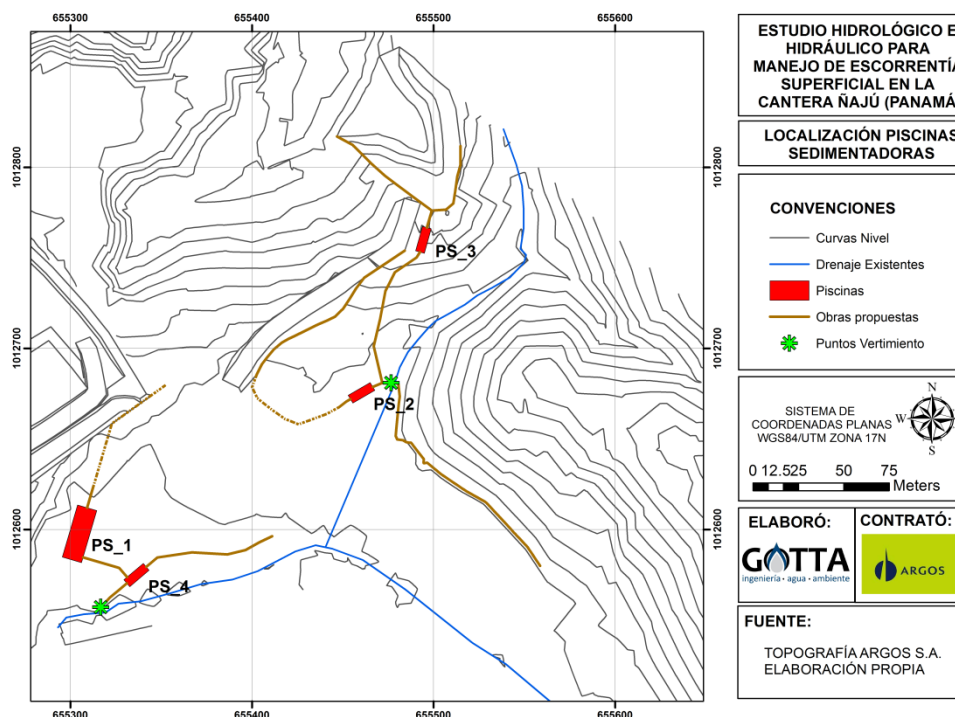 655300 655400 655500 655600
1012800
1012700
1012600
1012800
1012700
1012600
PS_3
PS_2
PS_1
PS_4
655300 655400 655500 655600
ESTUDIO HIDROLÓGICO E
HIDRÁULICO PARA
MANEJO DE ESCORRENTÍA
SUPERFICIAL EN LA
CANTERA ÑAJÚ (PANAMÁ
LOCALIZACIÓN PISCINAS
SEDIMENTADORAS
CONVENCIONES
Curvas Nivel
Drenaje Existentes
Piscinas
Obras propuestas
Puntos Vertimiento
SISTEMA DE
COORDENADAS PLANAS
WGS84/UTM ZONA 17N
N
W E
S
0 12.525 50 75
Meters
ELABORÓ:
GOTTA
ingeniería · agua · ambiente
CONTRATÓ:
ARGOS
FUENTE:
TOPOGRAFÍA ARGOS S.A.
ELABORACIÓN PROPIA